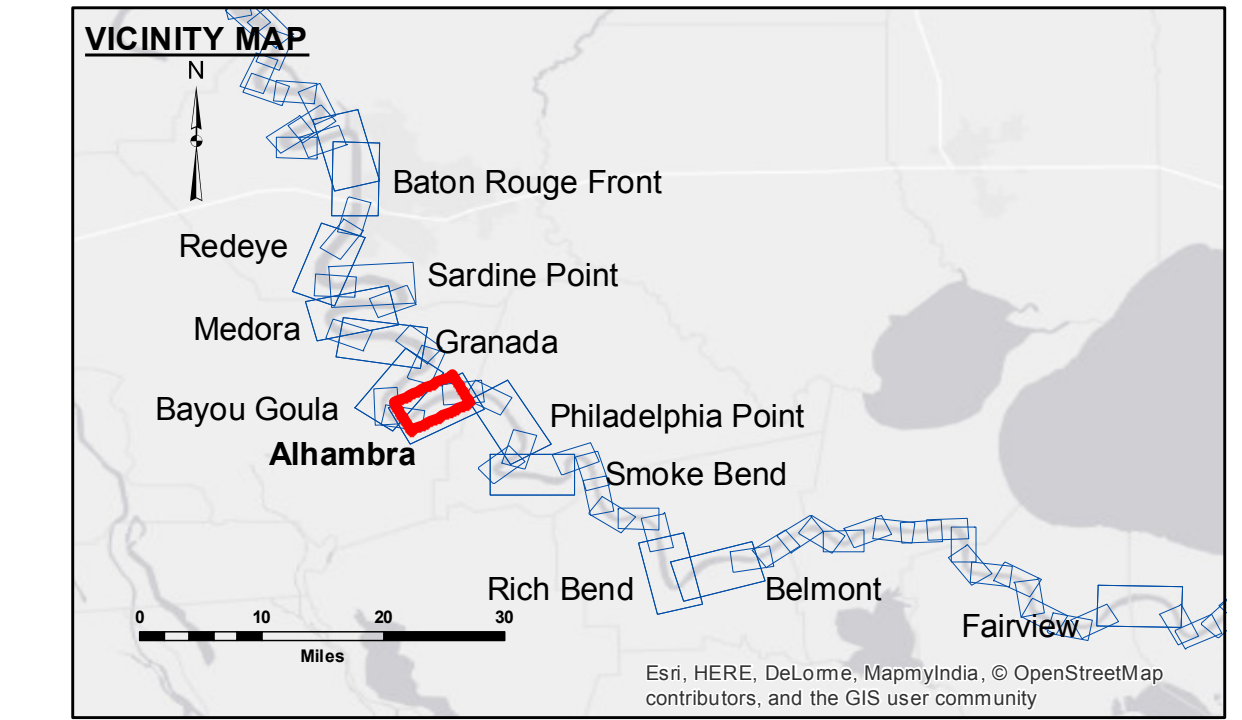 VICINITY MAP
N
Baton Rouge Front
Redeye
Sardine Point
Medora
Granada
Bayou Goula
Philadelphia Point
Alhambra
Smoke Bend
Rich Bend
Belmont
Fairview
0 10 20 30
Miles
Esri, HERE, DeLorme, MapmyIndia, © OpenStreetMap
contributors, and the GIS user community